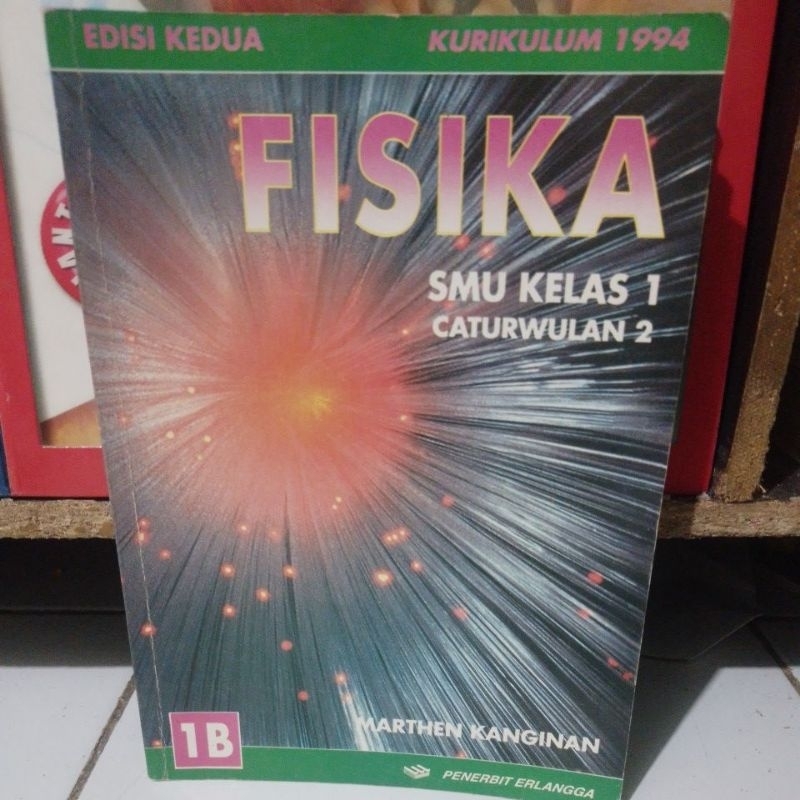 EDISI KEDUA KURIKULUM 1994
FISIKA
SMU KELAS 1
CATURWULAN 2
MARTHEN KANGINAN
1B
PENERBIT ERLANGGA